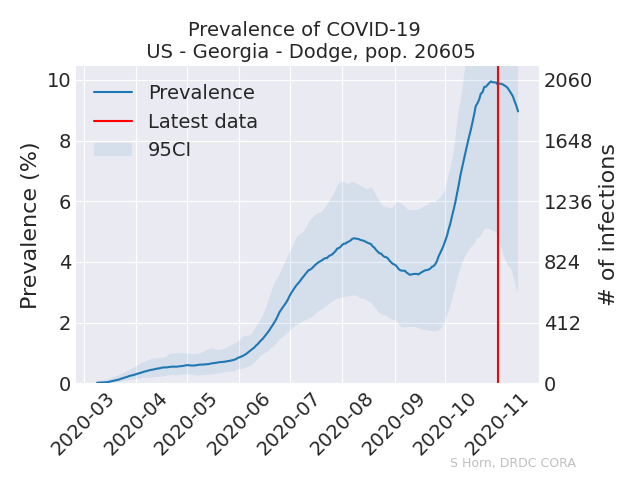 Prevalence of COVID-19
US - Georgia - Dodge, pop. 20605
Prevalence
Latest data
95CI
Prevalence (%)
10
8
6
4
2
0
2060
1648
1236
824
412
0
# of infections
2020-03
2020-04
2020-05
2020-06
2020-07
2020-08
2020-09
2020-10
2020-11
S Horn, DRDC CORA